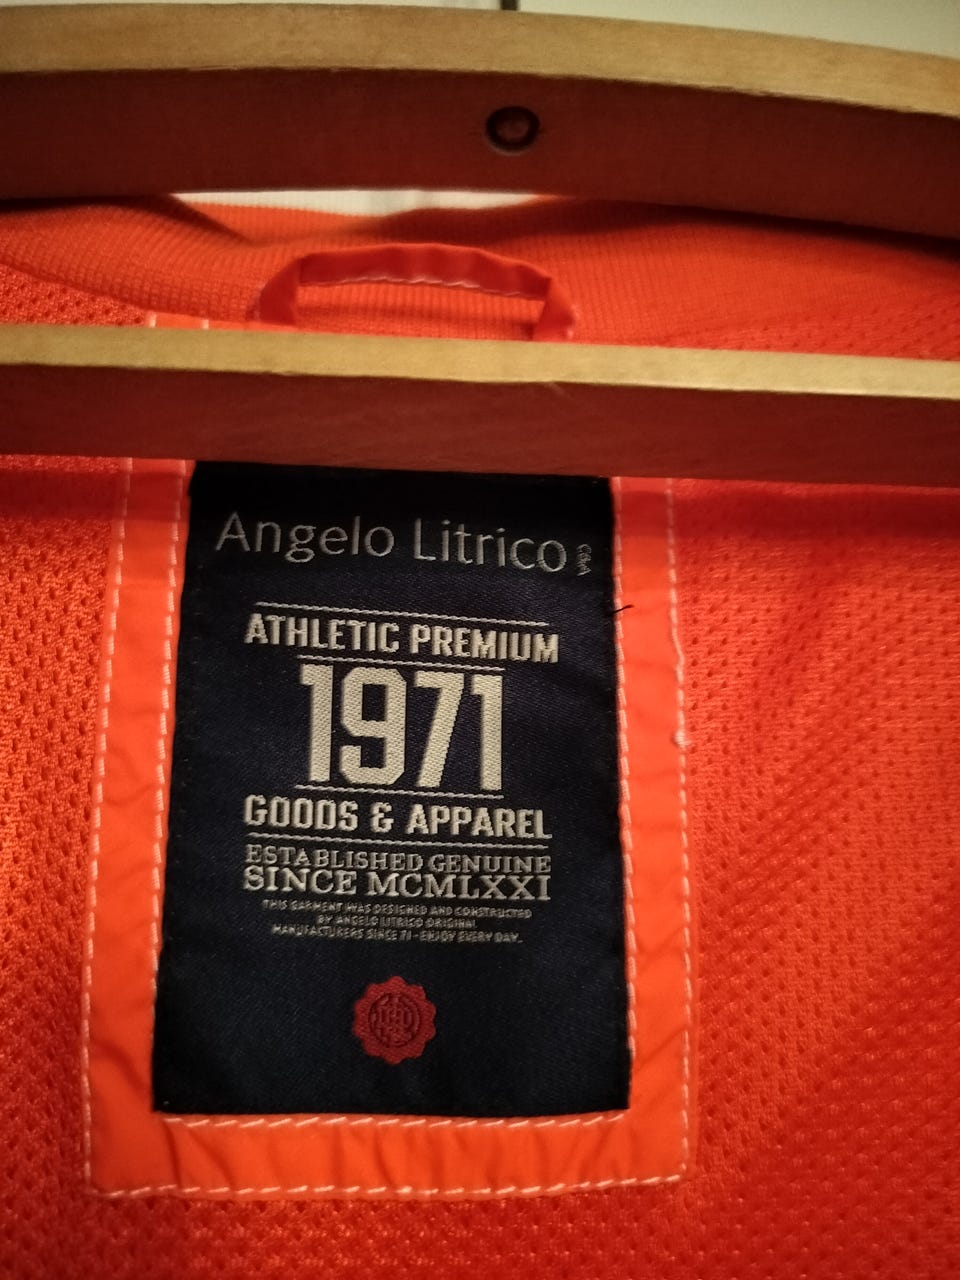 Angelo Litrico C&A
ATHLETIC PREMIUM
1971
GOODS & APPAREL
ESTABLISHED GENUINE
SINCE MCMLXXI
THIS GARMENT WAS DESIGNED AND CONSTRUCTED
BY ANGELO LITRICO ORIGINAL
MANUFACTURERS SINCE 71 - ENJOY EVERY DAY.